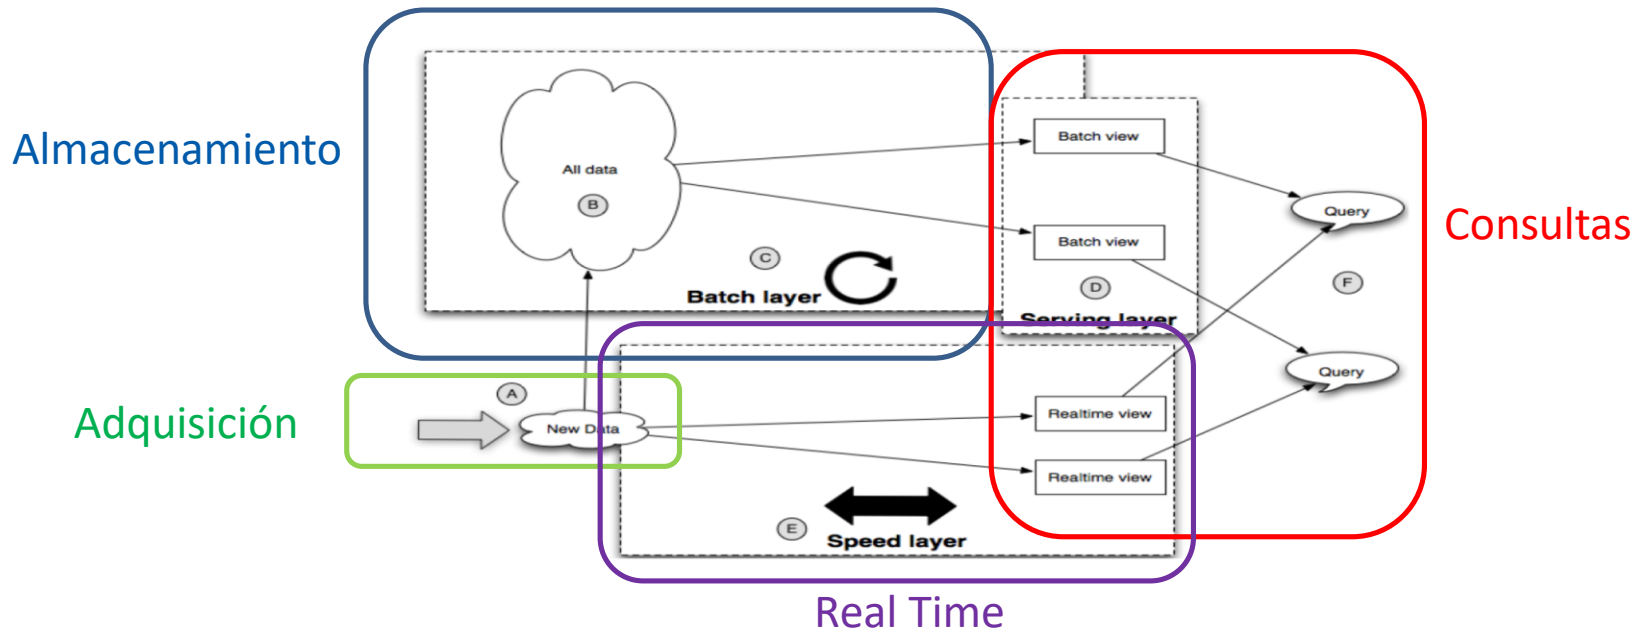 Almacenamiento
All data
B
C
Batch layer
Batch view
Batch view
D
Serving layer
Query
F
Query
Consultas
Adquisición
A
New Data
Realtime view
Realtime view
E
Speed layer
Real Time